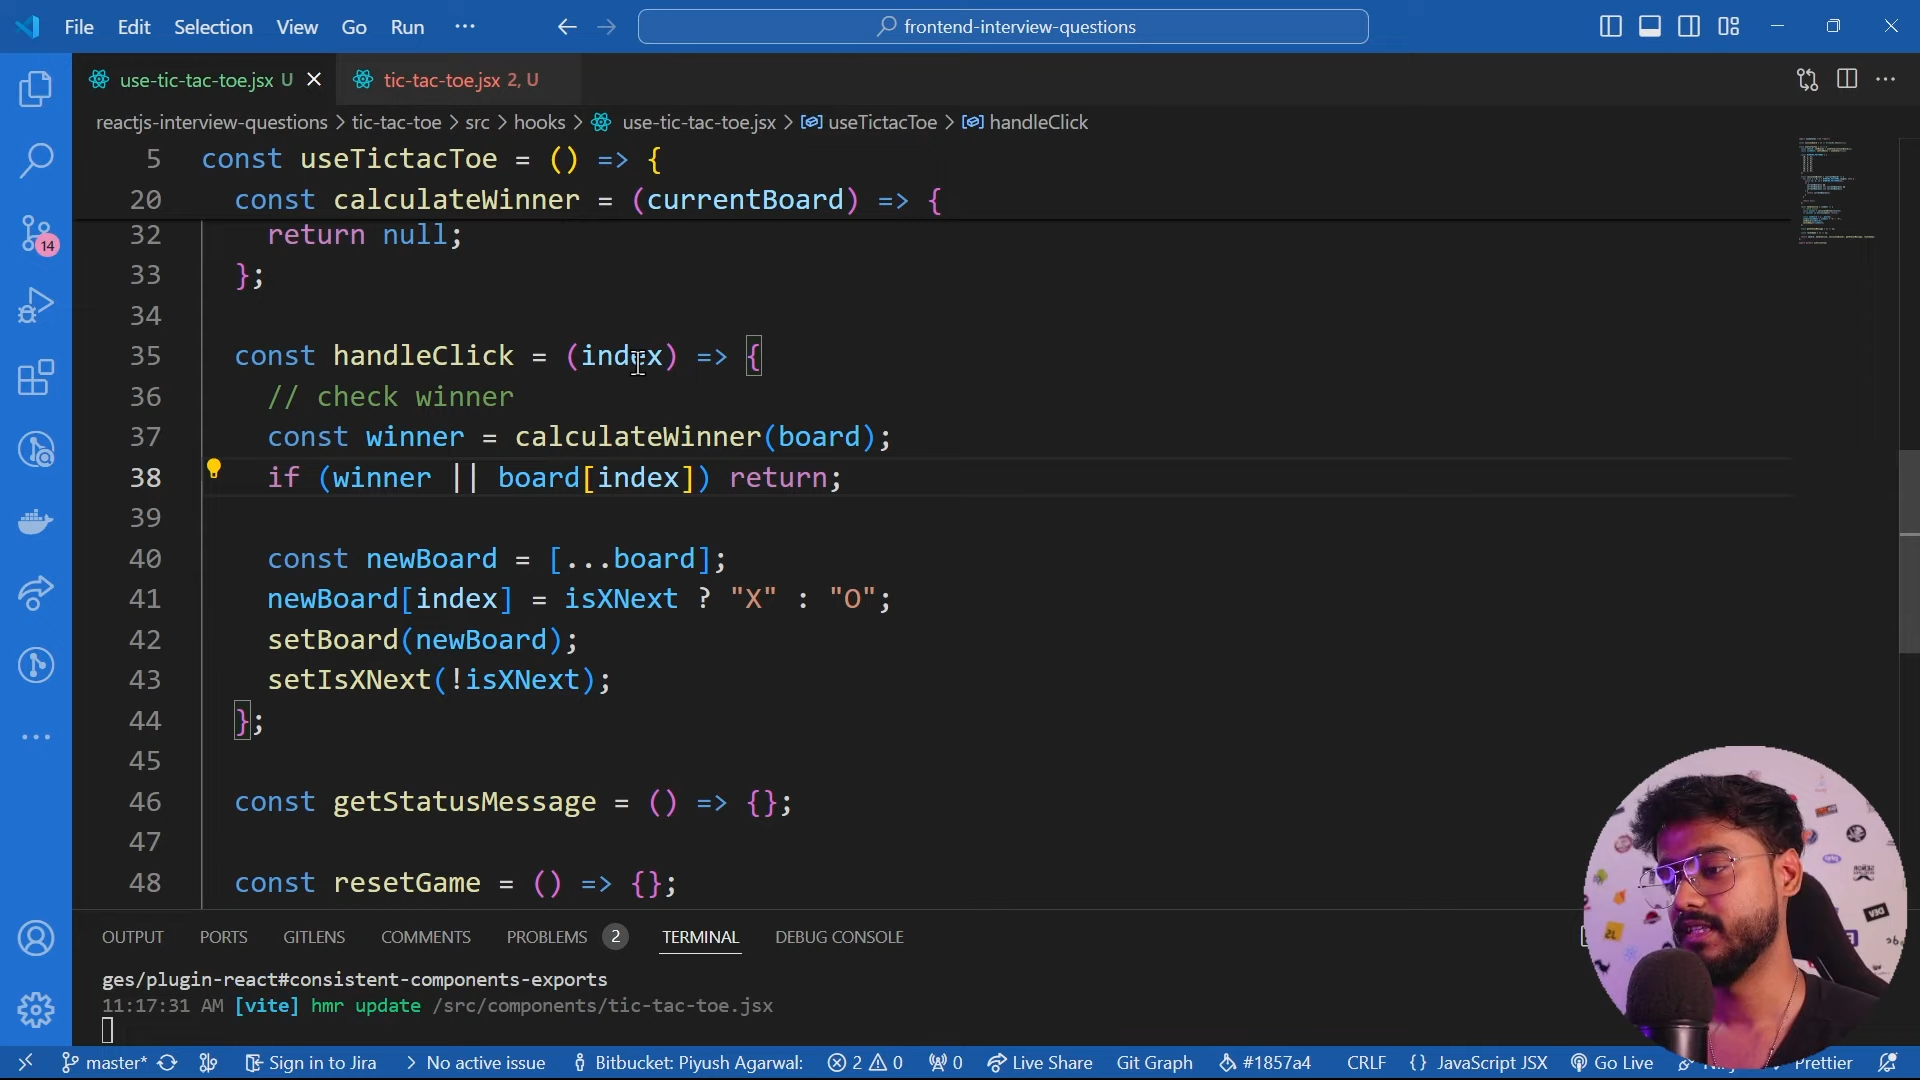 File Edit Selection View Go Run ··· frontend-interview-questions
use-tic-tac-toe.jsx U tic-tac-toe.jsx 2, U
reactjs-interview-questions > tic-tac-toe > src > hooks > use-tic-tac-toe.jsx > useTictacToe > handleClick
5 const useTictacToe = () => {
20 const calculateWinner = (currentBoard) => {
32 return null;
33 };
34
35 const handleClick = (index) => {
36 // check winner
37 const winner = calculateWinner(board);
38 if (winner || board[index]) return;
39
40 const newBoard = [...board];
41 newBoard[index] = isXNext ? "X" : "O";
42 setBoard(newBoard);
43 setIsXNext(!isXNext);
44 };
45
46 const getStatusMessage = () => {};
47
48 const resetGame = () => {};
14
OUTPUT PORTS GITLENS COMMENTS PROBLEMS 2 TERMINAL DEBUG CONSOLE
ges/plugin-react#consistent-components-exports
11:17:31 AM [vite] hmr update /src/components/tic-tac-toe.jsx
master* Sign in to Jira No active issue Bitbucket: Piyush Agarwal: 2 0 0 Live Share Git Graph #1857a4 CRLF {} JavaScript JSX Go Live Prettier